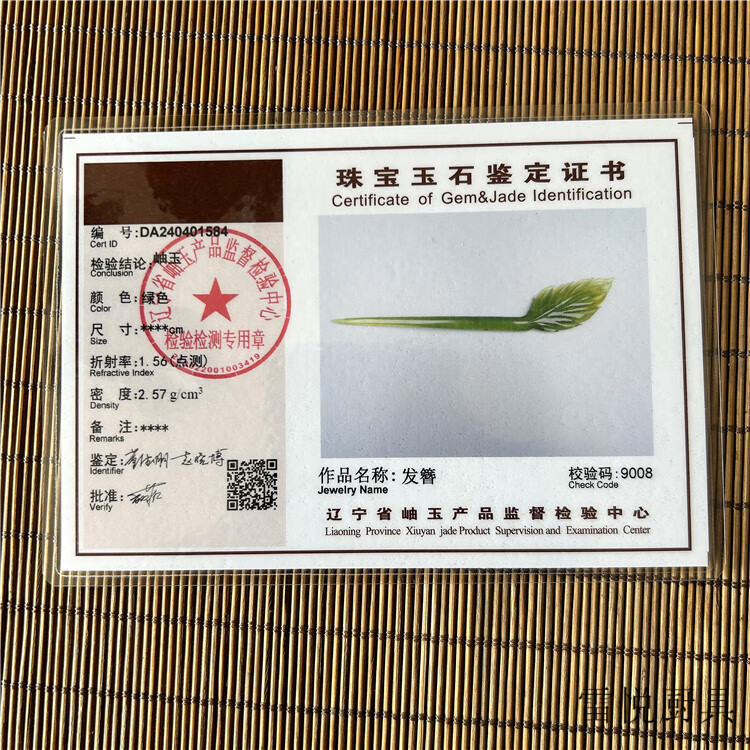 珠宝玉石鉴定证书
Certificate of Gem&Jade Identification
编 号:DA240401584
Cert ID
检验结论:岫玉
Conclusion
颜 色:绿色
Color
尺 寸:****cm
Size
折射率:1.56(点测)
Refractive Index
密 度:2.57 g/cm³
Density
备 注:****
Remarks
鉴定:
Identifier
批准:
Verify
辽宁省岫玉产品监督检验中心
检验检测专用章
作品名称:发簪
Jewelry Name
校验码:9008
Check Code
辽宁省岫玉产品监督检验中心
Liaoning Province Xiuyan jade Product Supervision and Examination Center
雷悦厨具